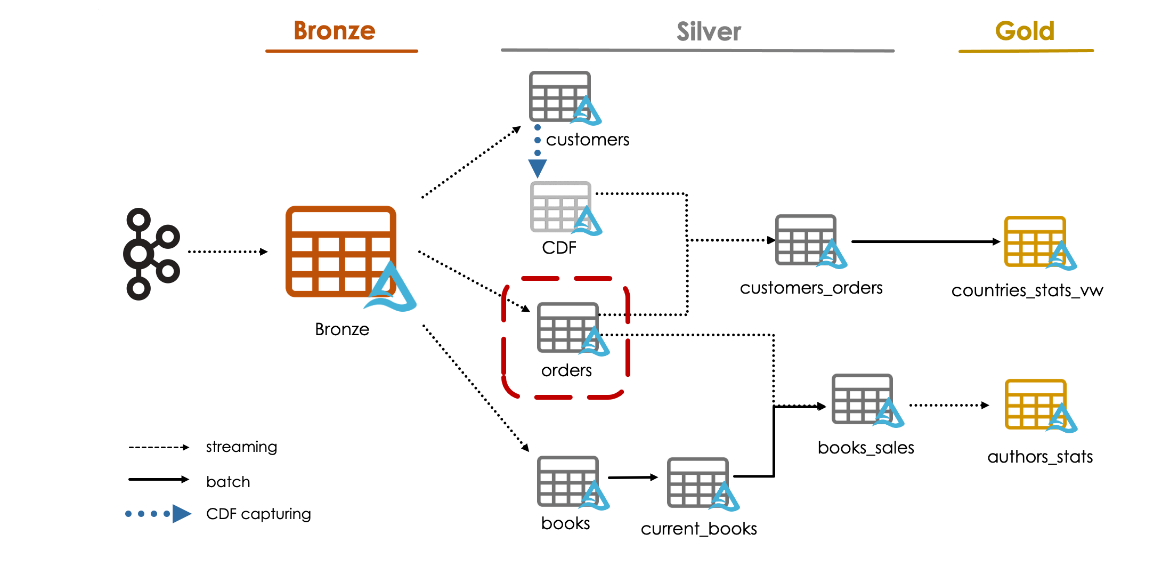 Bronze
Silver
Gold
customers
CDF
customers_orders
countries_stats_vw
Bronze
orders
books_sales
authors_stats
books
current_books
streaming
batch
CDF capturing